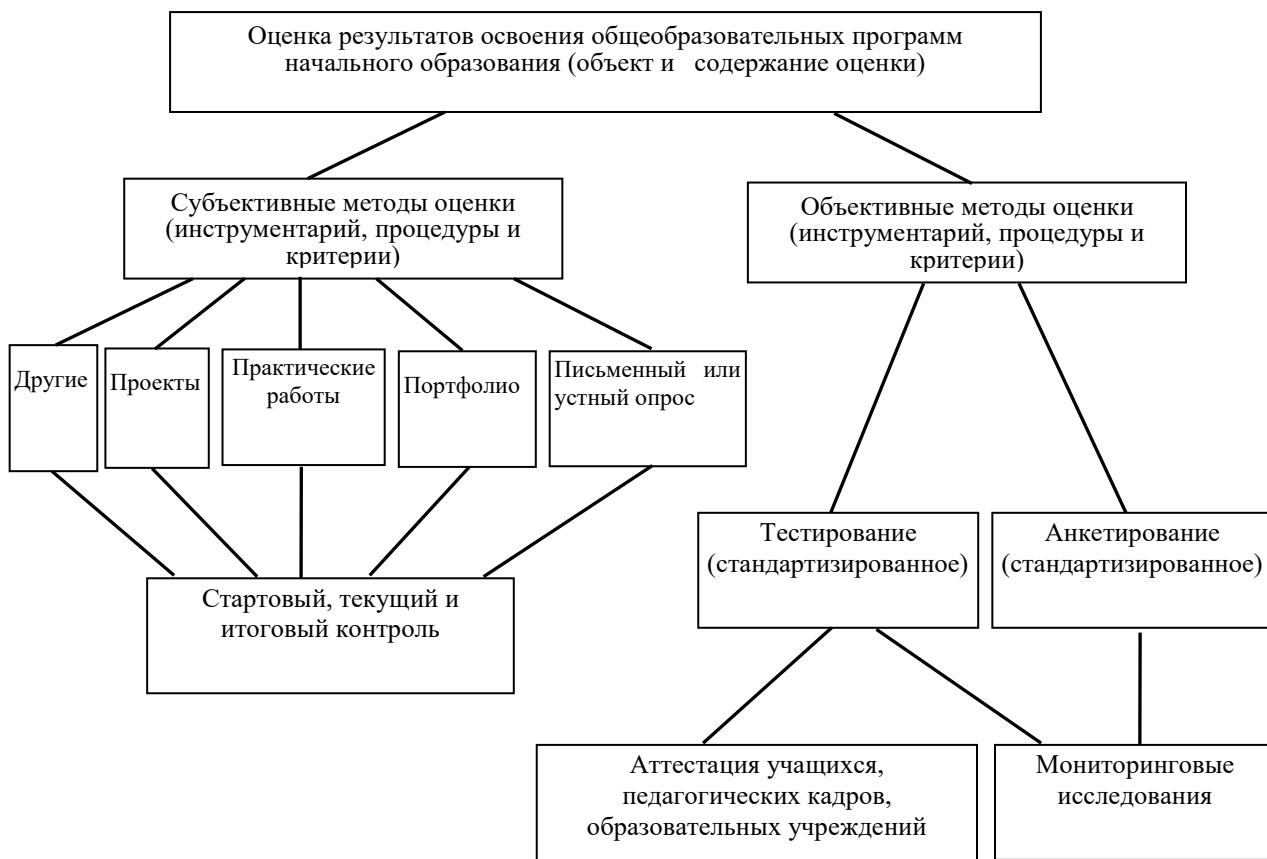 Оценка результатов освоения общеобразовательных программ
начального образования (объект и содержание оценки)
Субъективные методы оценки
(инструментарий, процедуры и
критерии)
Объективные методы оценки
(инструментарий, процедуры и
критерии)
Другие
Проекты
Практические
работы
Портфолио
Письменный или
устный опрос
Тестирование
(стандартизированное)
Анкетирование
(стандартизированное)
Стартовый, текущий и
итоговый контроль
Аттестация учащихся,
педагогических кадров,
образовательных учреждений
Мониторинговые
исследования